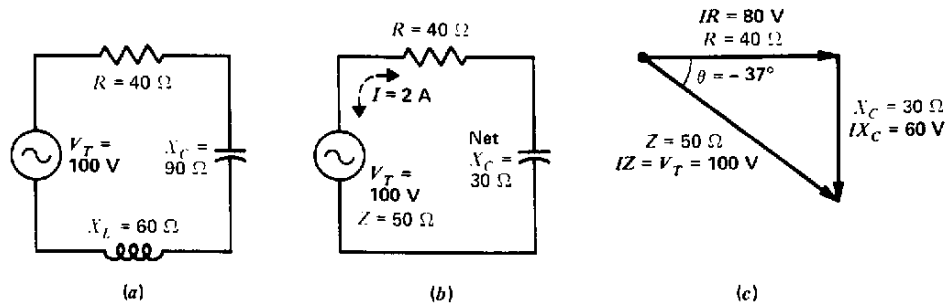 R = 40 Ω
V_T =
100 V
X_C =
90 Ω
X_L = 60 Ω
(a)
R = 40 Ω
I = 2 A
V_T =
100 V
Z = 50 Ω
Net
X_C =
30 Ω
(b)
IR = 80 V
R = 40 Ω
θ = − 37°
X_C = 30 Ω
IX_C = 60 V
Z = 50 Ω
IZ = V_T = 100 V
(c)